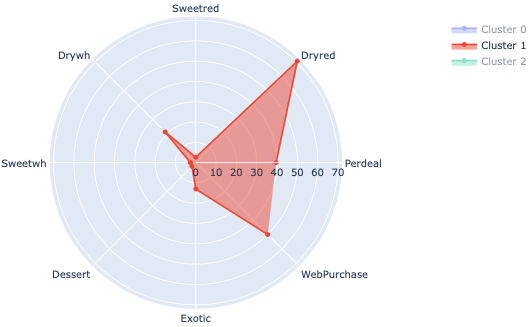 Sweetred
Cluster 0
Cluster 1
Cluster 2
Drywh
Dryred
Sweetwh
Perdeal
0 10 20 30 40 50 60 70
Dessert
WebPurchase
Exotic